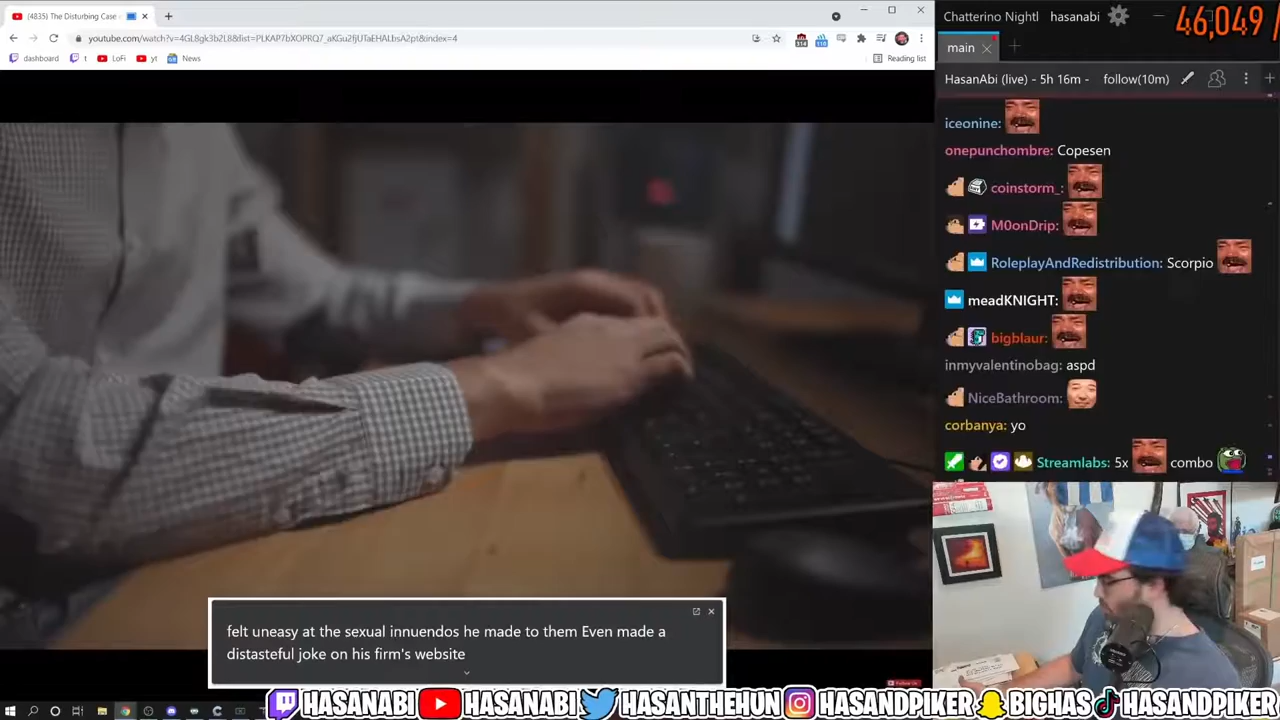 (4835) The Disturbing Case
Chatterino Nightl hasanabi
46,049 /
main
youtube.com/watch?v=4GL8gk3b2L8&list=PLKAP7bXOPRQ7_aKGu2fjUTaEHALbsA2pt&index=4
dashboard
t
LoFi
yt
News
Reading list
HasanAbi (live) - 5h 16m - follow(10m)
iceonine:
onepunchombre: Copesen
coinstorm_:
M0onDrip:
RoleplayAndRedistribution: Scorpio
meadKNIGHT:
bigblaur:
inmyvalentinobag: aspd
NiceBathroom:
corbanya: yo
Streamlabs: 5x combo
felt uneasy at the sexual innuendos he made to them Even made a
distasteful joke on his firm's website
Follow Us
HASANABI HASANABI HASANTHEHUN HASANDPIKER BIGHAS HASANDPIKER